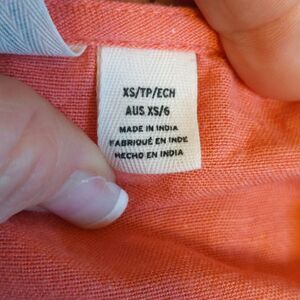 XS/TP/ECH
AUS XS/6
MADE IN INDIA
FABRIQUÉ EN INDE
HECHO EN INDIA